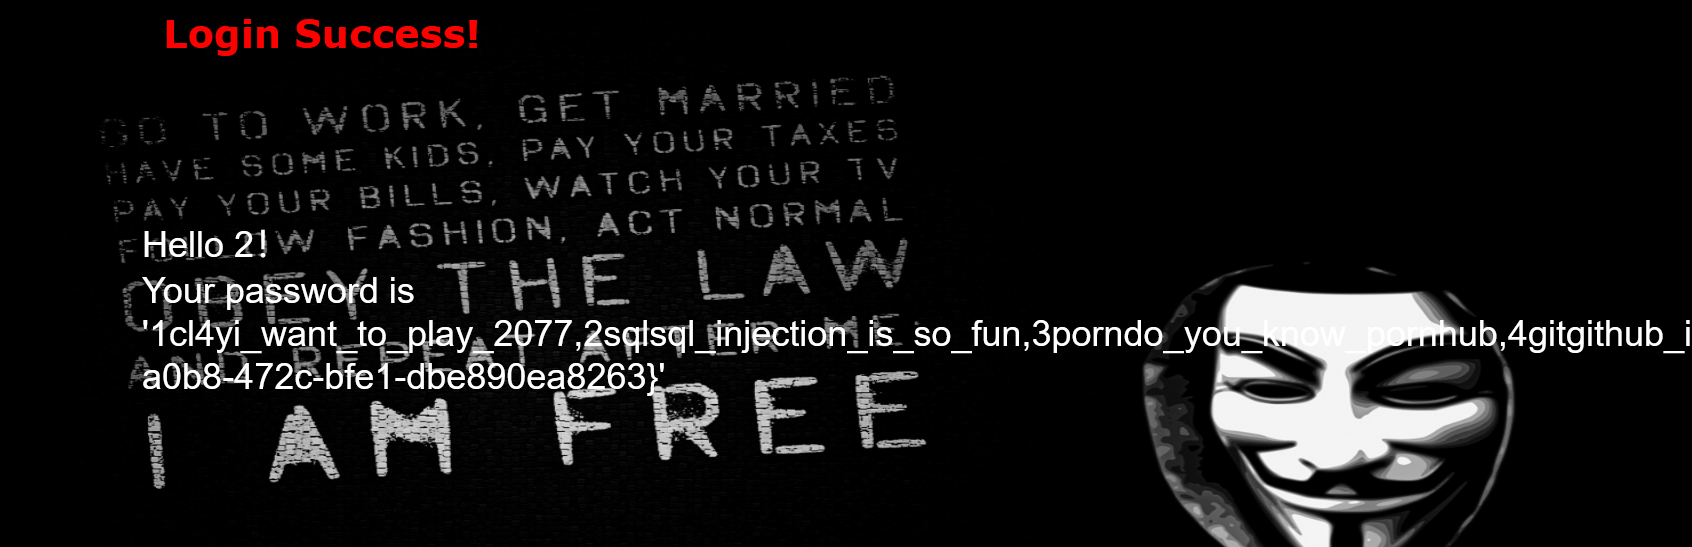 Login Success!
GO TO WORK, GET MARRIED
HAVE SOME KIDS, PAY YOUR TAXES
PAY YOUR BILLS, WATCH YOUR TV
FOLLOW FASHION, ACT NORMAL
OBEY THE LAW
AND REPEAT AFTER ME:
I AM FREE
Hello 2!
Your password is
'1cl4yi_want_to_play_2077,2sqlsql_injection_is_so_fun,3porndo_you_know_pornhub,4gitgithub_i
a0b8-472c-bfe1-dbe890ea8263}'